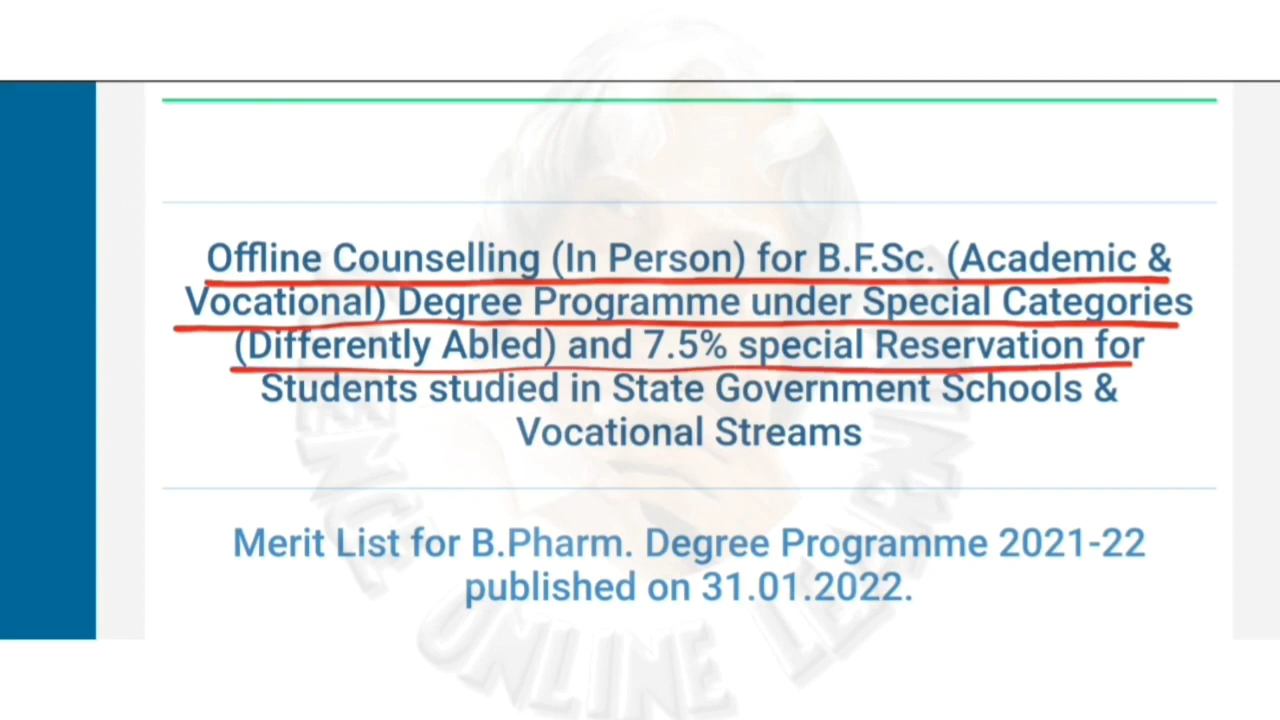 Offline Counselling (In Person) for B.F.Sc. (Academic &
Vocational) Degree Programme under Special Categories
(Differently Abled) and 7.5% special Reservation for
Students studied in State Government Schools &
Vocational Streams
Merit List for B.Pharm. Degree Programme 2021-22
published on 31.01.2022.
ONLINE